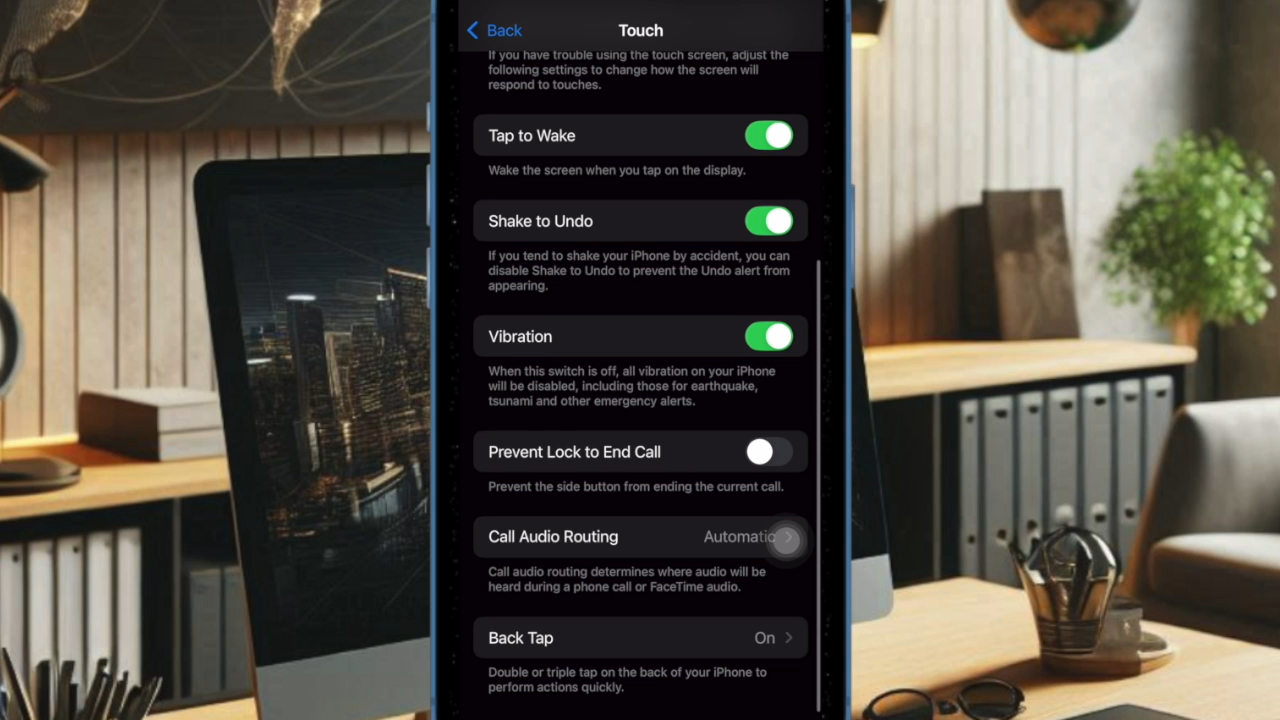 Back
Touch
If you have trouble using the touch screen, adjust the
following settings to change how the screen will
respond to touches.
Tap to Wake
Wake the screen when you tap on the display.
Shake to Undo
If you tend to shake your iPhone by accident, you can
disable Shake to Undo to prevent the Undo alert from
appearing.
Vibration
When this switch is off, all vibration on your iPhone
will be disabled, including those for earthquake,
tsunami and other emergency alerts.
Prevent Lock to End Call
Prevent the side button from ending the current call.
Call Audio Routing Automatic
Call audio routing determines where audio will be
heard during a phone call or FaceTime audio.
Back Tap On
Double or triple tap on the back of your iPhone to
perform actions quickly.